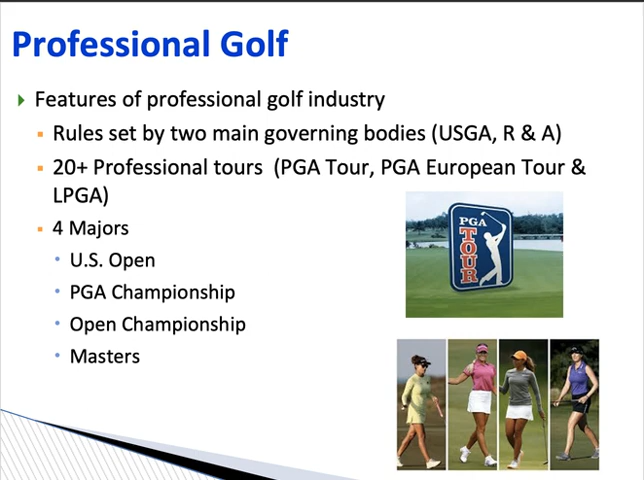 Professional Golf
Features of professional golf industry
Rules set by two main governing bodies (USGA, R & A)
20+ Professional tours (PGA Tour, PGA European Tour &
LPGA)
4 Majors
U.S. Open
PGA Championship
Open Championship
Masters
PGA
TOUR